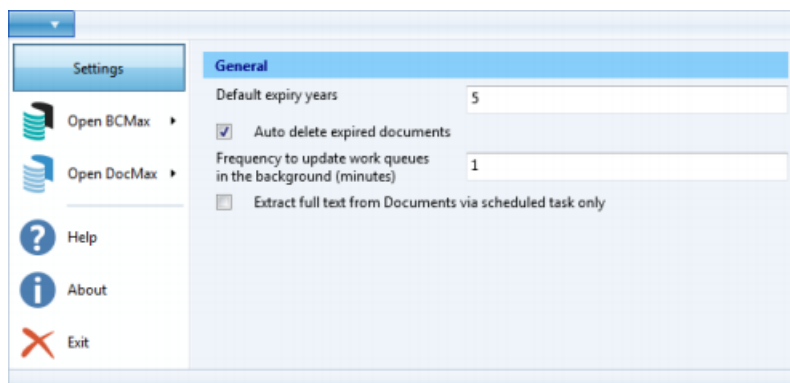 Settings
Open BCMax
Open DocMax
Help
About
Exit
General
Default expiry years
5
Auto delete expired documents
Frequency to update work queues
in the background (minutes)
1
Extract full text from Documents via scheduled task only